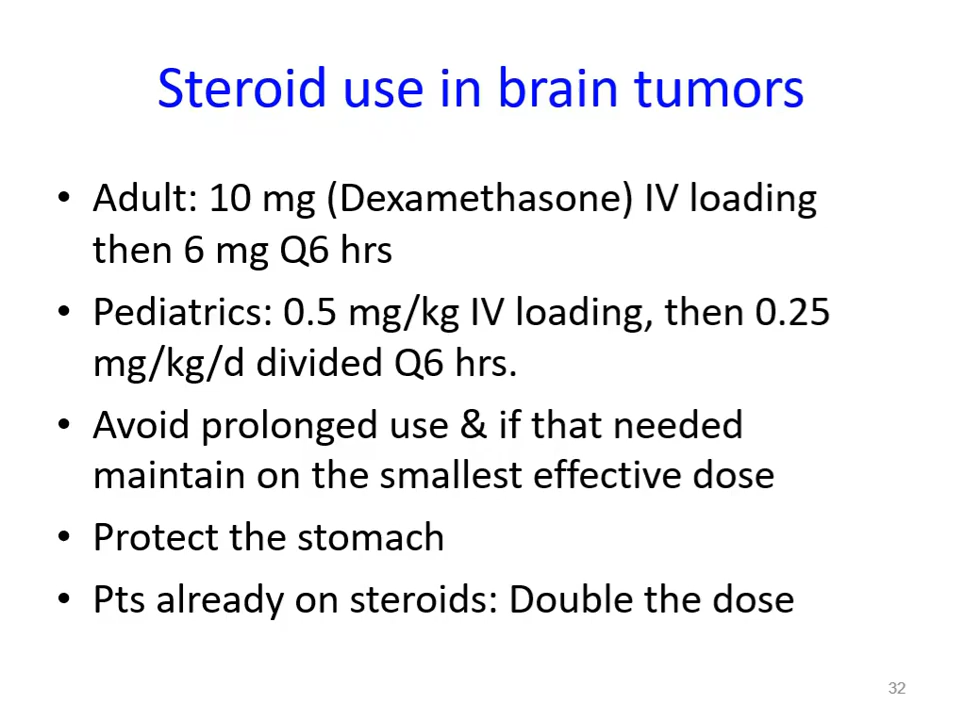 Steroid use in brain tumors
• Adult: 10 mg (Dexamethasone) IV loading
then 6 mg Q6 hrs
• Pediatrics: 0.5 mg/kg IV loading, then 0.25
mg/kg/d divided Q6 hrs.
• Avoid prolonged use & if that needed
maintain on the smallest effective dose
• Protect the stomach
• Pts already on steroids: Double the dose
32